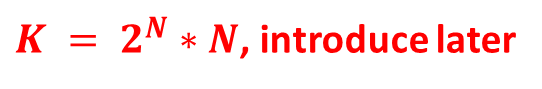 K = 2^N * N, introduce later